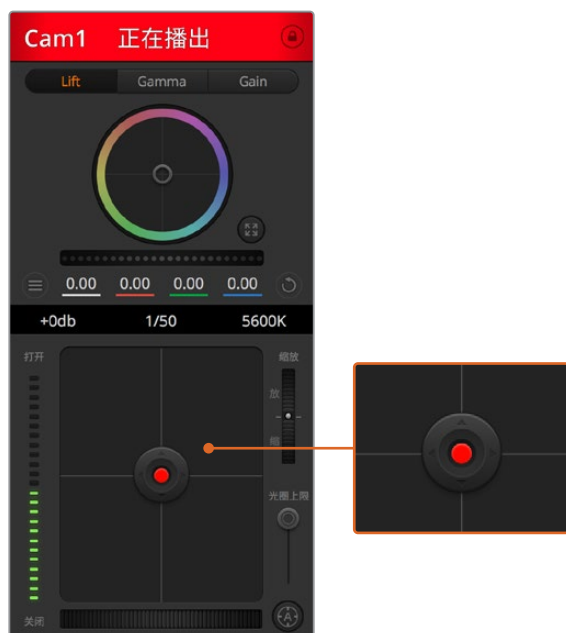 Cam1 正在播出
Lift Gamma Gain
0.00 0.00 0.00 0.00
+0db 1/50 5600K
打开 缩放
放
缩
光圈上限
关闭 A